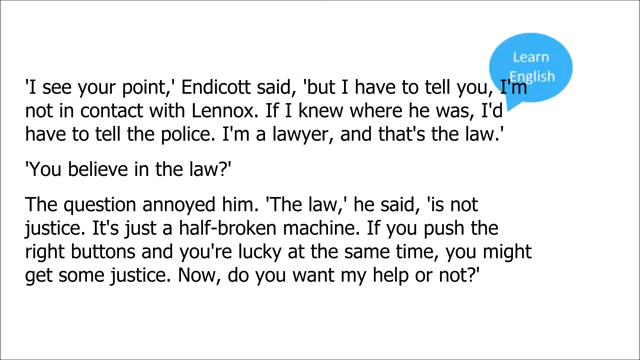 Learn
English
'I see your point,' Endicott said, 'but I have to tell you, I'm
not in contact with Lennox. If I knew where he was, I'd
have to tell the police. I'm a lawyer, and that's the law.'
'You believe in the law?'
The question annoyed him. 'The law,' he said, 'is not
justice. It's just a half-broken machine. If you push the
right buttons and you're lucky at the same time, you might
get some justice. Now, do you want my help or not?'